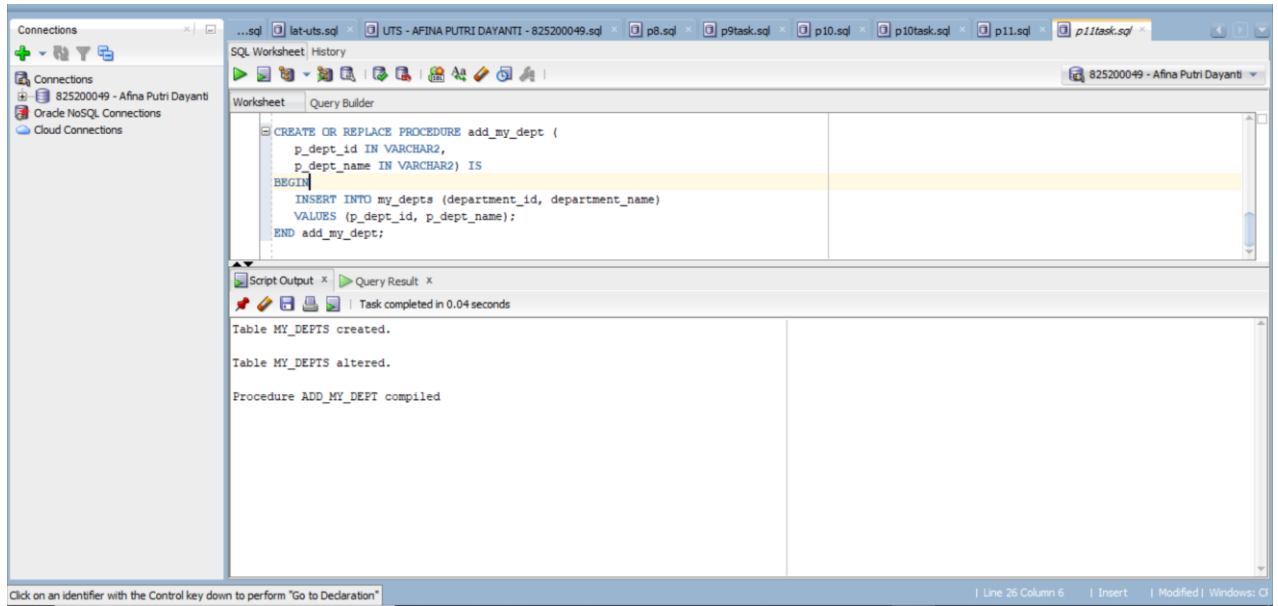 Connections
...sql
lat-uts.sql
UTS - AFINA PUTRI DAYANTI - 825200049.sql
p8.sql
p9task.sql
p10.sql
p10task.sql
p11.sql
p11task.sql
SQL Worksheet History
825200049 - Afina Putri Dayanti
Connections
825200049 - Afina Putri Dayanti
Oracle NoSQL Connections
Cloud Connections
Worksheet Query Builder
CREATE OR REPLACE PROCEDURE add_my_dept (
p_dept_id IN VARCHAR2,
p_dept_name IN VARCHAR2) IS
BEGIN
INSERT INTO my_depts (department_id, department_name)
VALUES (p_dept_id, p_dept_name);
END add_my_dept;
Script Output x Query Result x
Task completed in 0.04 seconds
Table MY_DEPTS created.
Table MY_DEPTS altered.
Procedure ADD_MY_DEPT compiled
Click on an identifier with the Control key down to perform "Go to Declaration"
| Line 26 Column 6 | Insert | Modified | Windows: